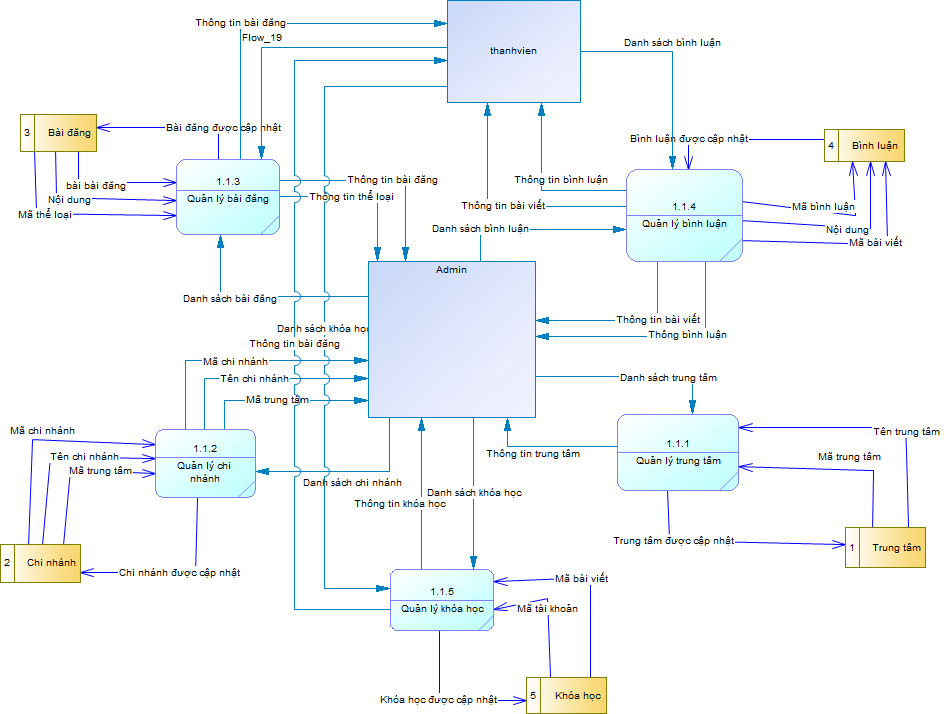 Thông tin bài đăng
Flow_19
thanhvien
Danh sách bình luận
3
Bài đăng
Bài đăng được cập nhật
Bình luận được cập nhật
4
Bình luận
bài bài đăng
Nội dung
Mã thể loại
1.1.3
Quản lý bài đăng
Thông tin bài đăng
Thông tin thể loại
Thông tin bình luận
Thông tin bài viết
Danh sách bình luận
1.1.4
Quản lý bình luận
Mã bình luận
Nội dung
Mã bài viết
Admin
Danh sách bài đăng
Danh sách khóa học
Thông tin bài đăng
Thông tin bài viết
Thông bình luận
Mã chi nhánh
Tên chi nhánh
Mã trung tâm
Danh sách trung tâm
Mã chi nhánh
Tên chi nhánh
Mã trung tâm
1.1.2
Quản lý chi
nhánh
Danh sách chi nhánh
Thông tin khóa học
Danh sách khóa học
Thông tin trung tâm
1.1.1
Quản lý trung tâm
Tên trung tâm
Mã trung tâm
2
Chi nhánh
Chi nhánh được cập nhật
Trung tâm được cập nhật
1
Trung tâm
1.1.5
Quản lý khóa học
Mã bài viết
Mã tài khoản
Khóa học được cập nhật
5
Khóa học